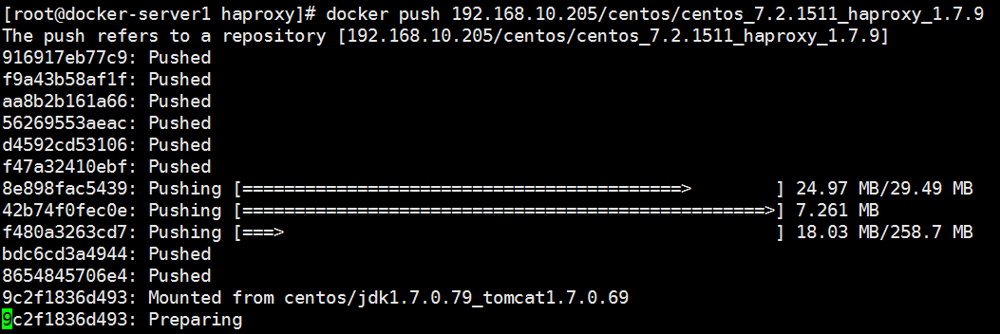 [root@docker-server1 haproxy]# docker push 192.168.10.205/centos/centos_7.2.1511_haproxy_1.7.9
The push refers to a repository [192.168.10.205/centos/centos_7.2.1511_haproxy_1.7.9]
916917eb77c9: Pushed
f9a43b58af1f: Pushed
aa8b2b161a66: Pushed
56269553aeac: Pushed
d4592cd53106: Pushed
f47a32410ebf: Pushed
8e898fac5439: Pushing [==========================================>        ] 24.97 MB/29.49 MB
42b74f0fec0e: Pushing [==================================================>] 7.261 MB
f480a3263cd7: Pushing [===>                                               ] 18.03 MB/258.7 MB
bdc6cd3a4944: Pushed
8654845706e4: Pushed
9c2f1836d493: Mounted from centos/jdk1.7.0.79_tomcat1.7.0.69
9c2f1836d493: Preparing